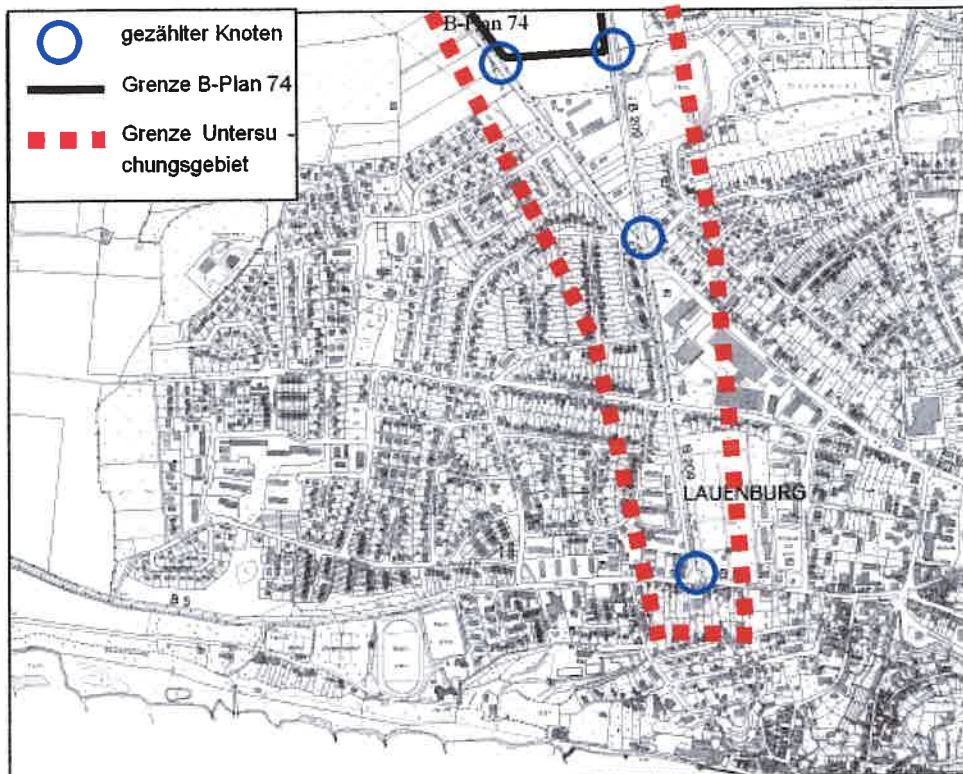 gezählter Knoten
Grenze B-Plan 74
Grenze Untersu
chungsgebiet
B-Plan 74
B 209
B 209
LAUENBURG
B 5